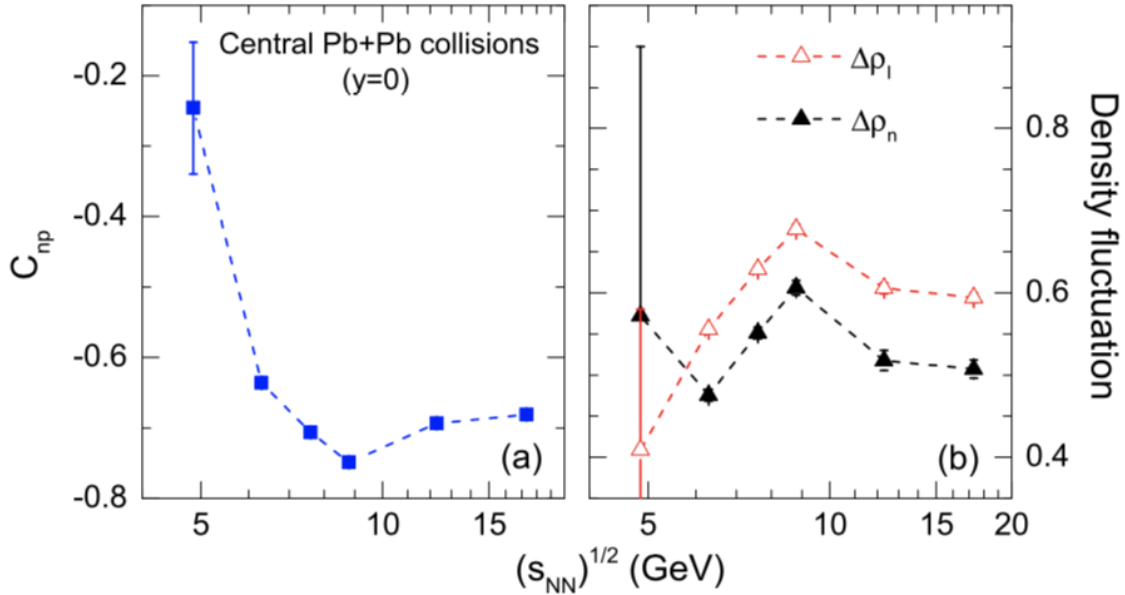 Central Pb+Pb collisions
(y=0)
C_np
-0.2
-0.4
-0.6
-0.8
5
10
15
(a)
Δρ_I
Δρ_n
0.8
0.6
0.4
Density fluctuation
5
10
15
20
(b)
(s_NN)^1/2 (GeV)